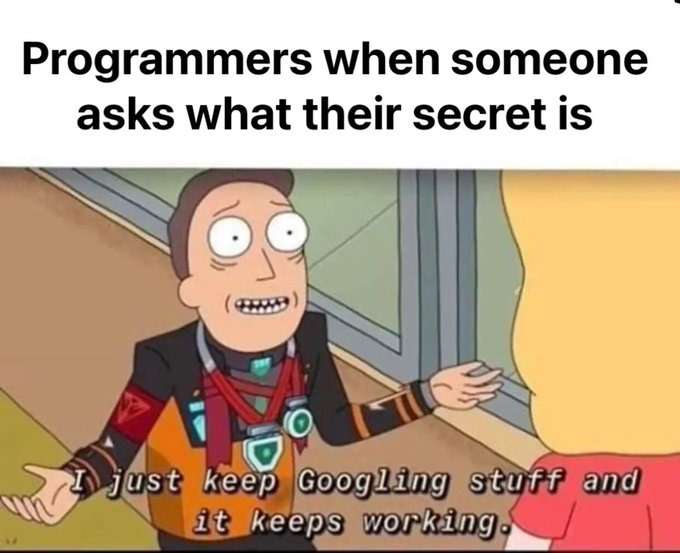 Programmers when someone
asks what their secret is
I just keep Googling stuff and
it keeps working.